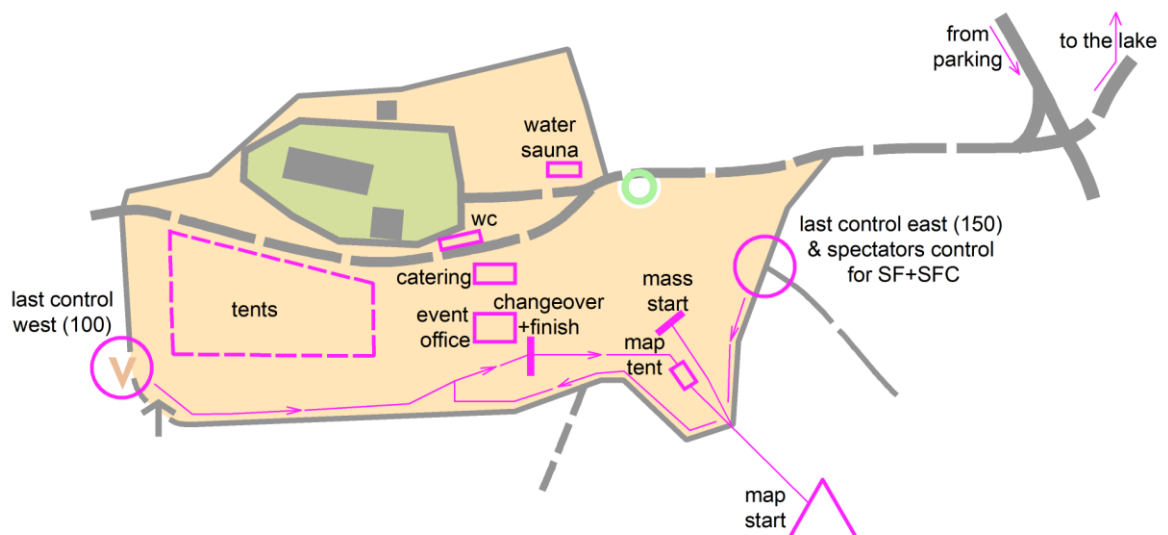 from
parking
to the lake
water
sauna
wc
last control east (150)
& spectators control
for SF+SFC
catering
mass
start
last control
west (100)
tents
event
office
changeover
+finish
map
tent
map
start